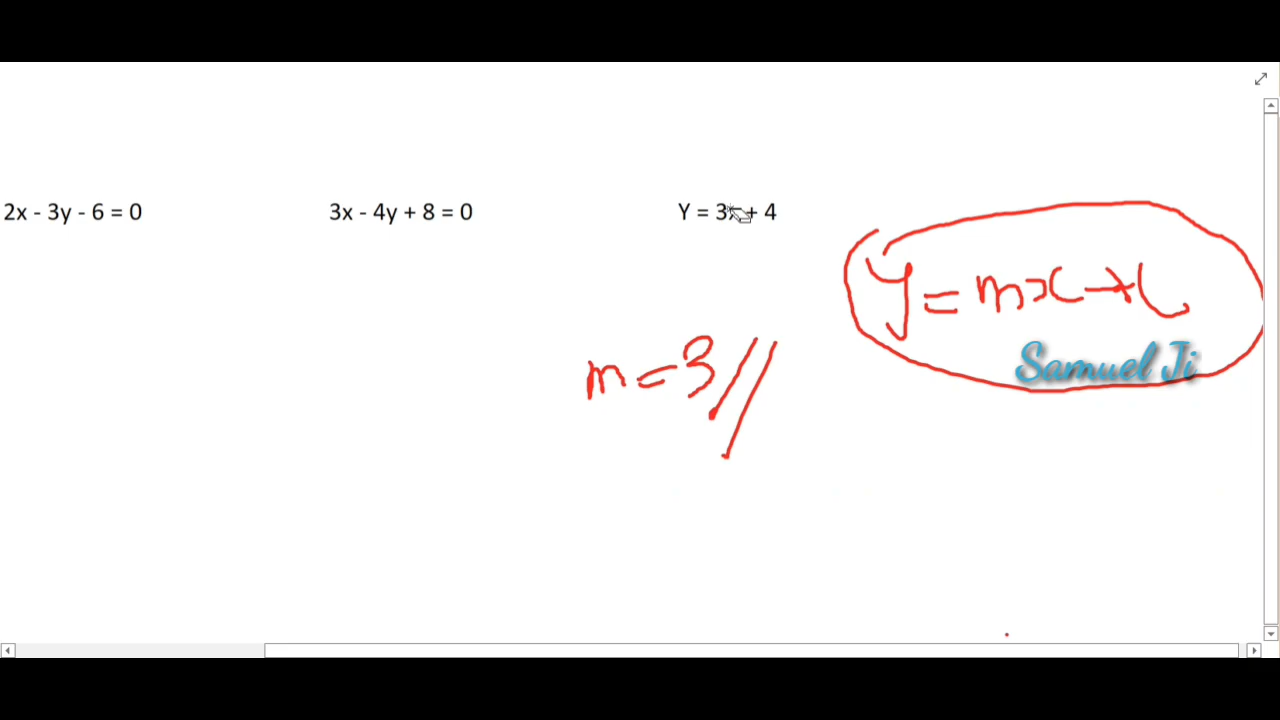 2x - 3y - 6 = 0
3x - 4y + 8 = 0
Y = 3x + 4
y = mx + c
m = 3 //
Samuel Ji